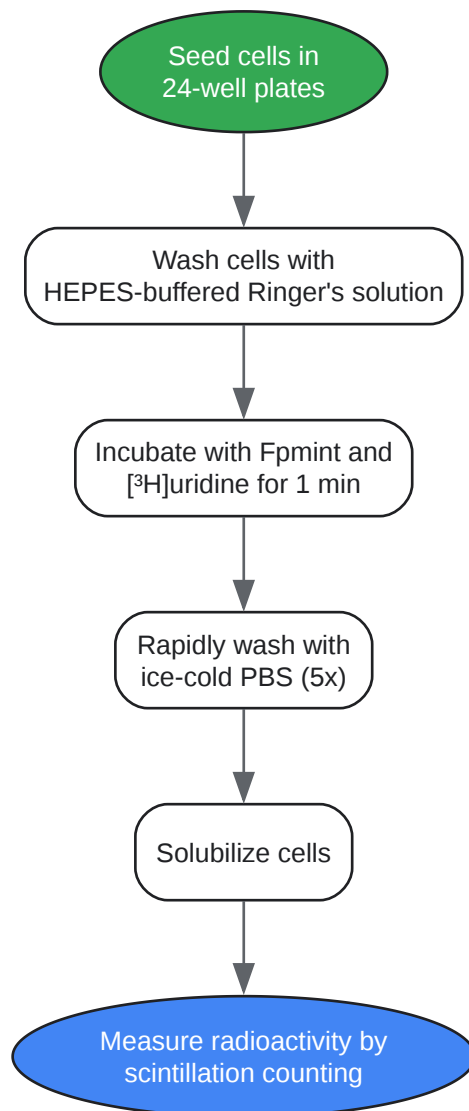 Seed cells in
24-well plates
Wash cells with
HEPES-buffered Ringer's solution
Incubate with Fpmint and
[³H]uridine for 1 min
Rapidly wash with
ice-cold PBS (5x)
Solubilize cells
Measure radioactivity by
scintillation counting